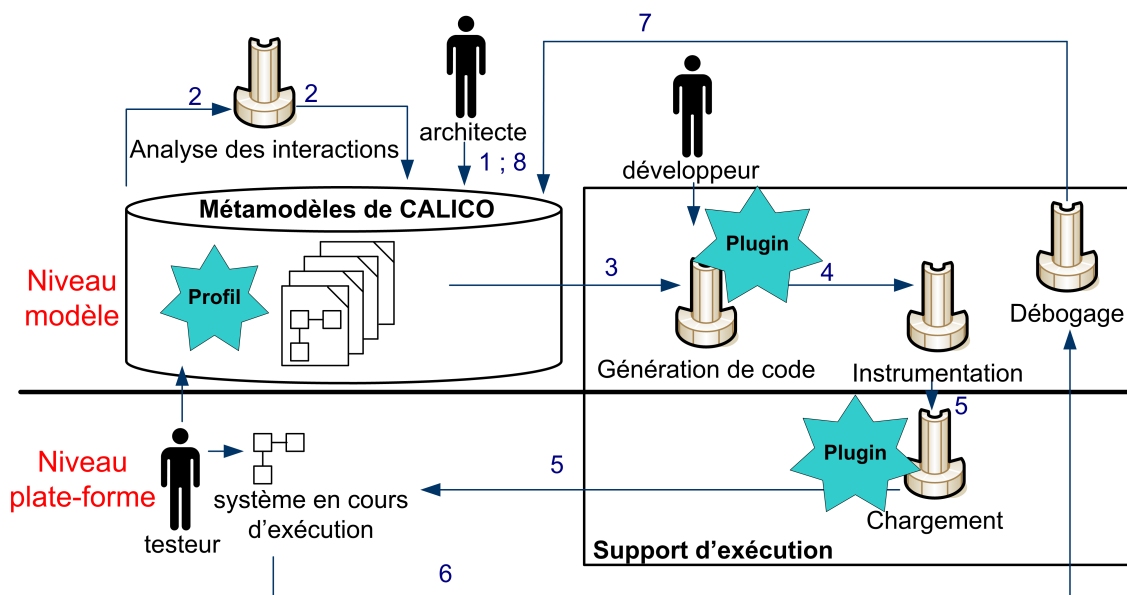 7
2
2
architecte
Analyse des interactions
1 ; 8
développeur
Métamodèles de CALICO
Plugin
Niveau
modèle
Profil
3
4
Débogage
Génération de code
Instrumentation
5
Niveau
plate-forme
Plugin
5
système en cours
d'exécution
Chargement
testeur
Support d'exécution
6